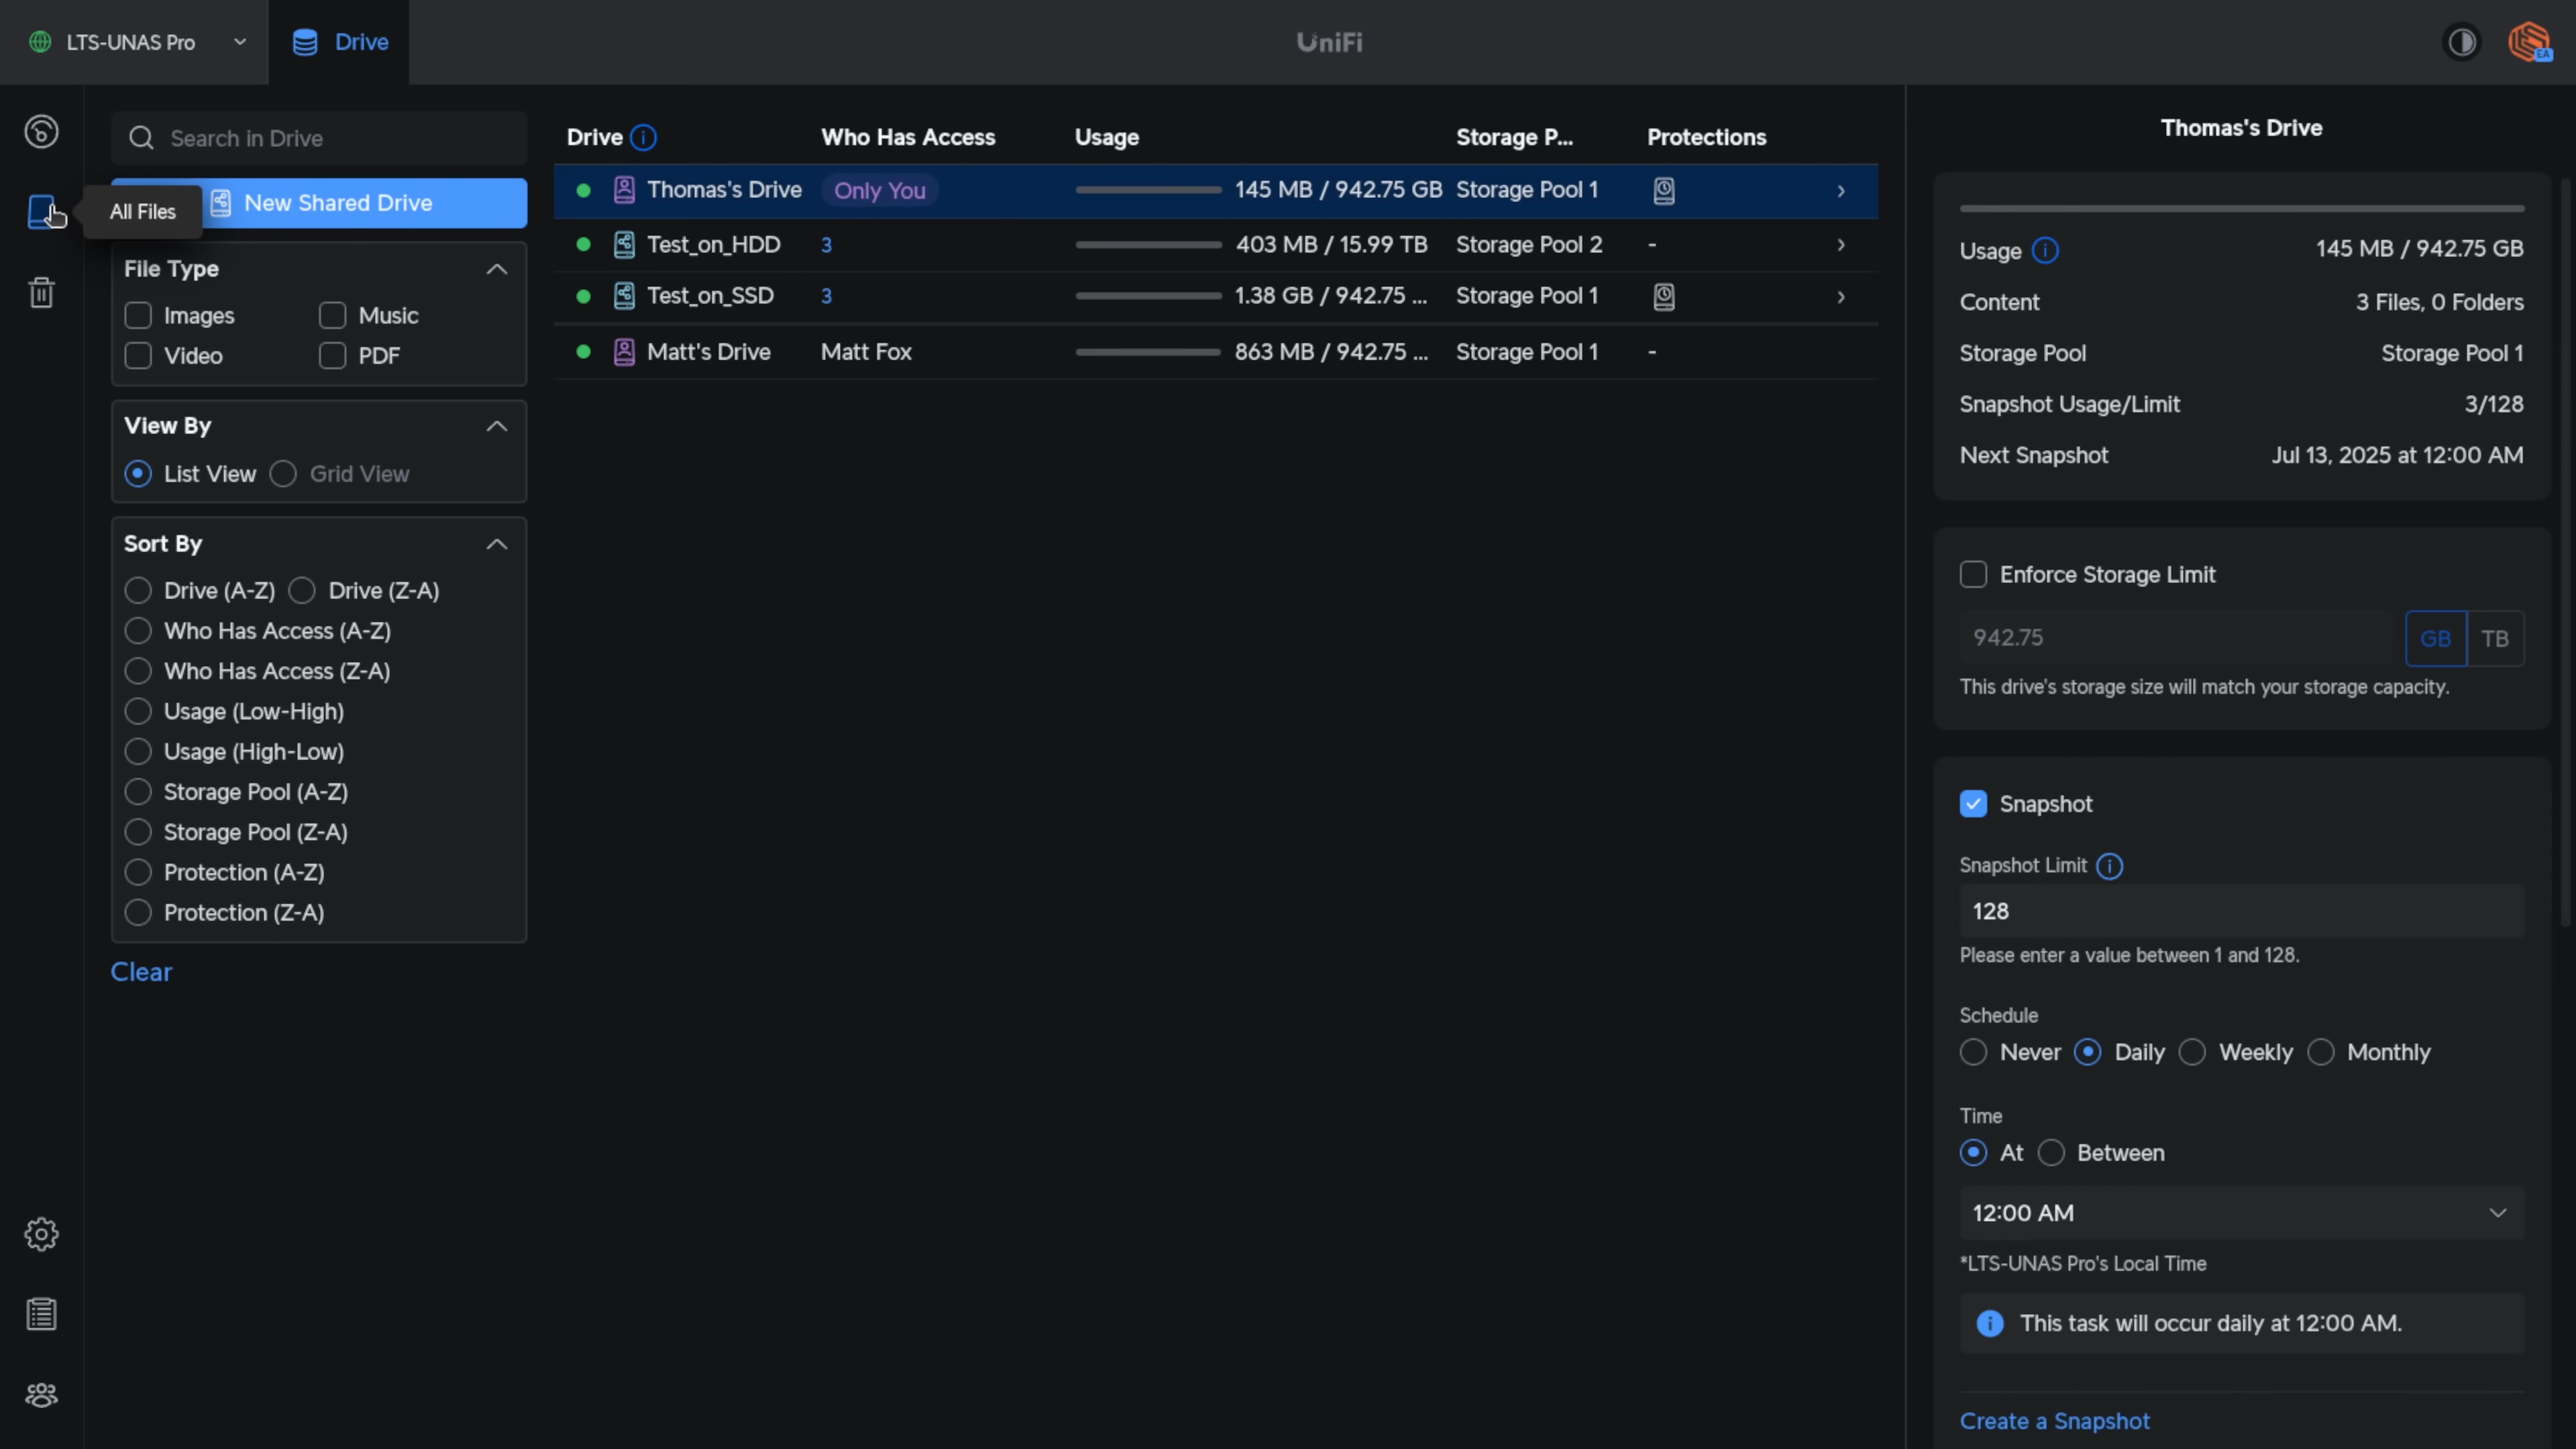 LTS-UNAS Pro
Drive
UniFi
EA
Search in Drive
All Files
New Shared Drive
File Type
Images
Music
Video
PDF
View By
List View
Grid View
Sort By
Drive (A-Z)
Drive (Z-A)
Who Has Access (A-Z)
Who Has Access (Z-A)
Usage (Low-High)
Usage (High-Low)
Storage Pool (A-Z)
Storage Pool (Z-A)
Protection (A-Z)
Protection (Z-A)
Clear
Drive Who Has Access Usage Storage P... Protections
Thomas's Drive Only You 145 MB / 942.75 GB Storage Pool 1
Test_on_HDD 3 403 MB / 15.99 TB Storage Pool 2 -
Test_on_SSD 3 1.38 GB / 942.75 ... Storage Pool 1
Matt's Drive Matt Fox 863 MB / 942.75 ... Storage Pool 1 -
Thomas's Drive
Usage 145 MB / 942.75 GB
Content 3 Files, 0 Folders
Storage Pool Storage Pool 1
Snapshot Usage/Limit 3/128
Next Snapshot Jul 13, 2025 at 12:00 AM
Enforce Storage Limit
942.75 GB TB
This drive's storage size will match your storage capacity.
Snapshot
Snapshot Limit
128
Please enter a value between 1 and 128.
Schedule
Never Daily Weekly Monthly
Time
At Between
12:00 AM
*LTS-UNAS Pro's Local Time
This task will occur daily at 12:00 AM.
Create a Snapshot